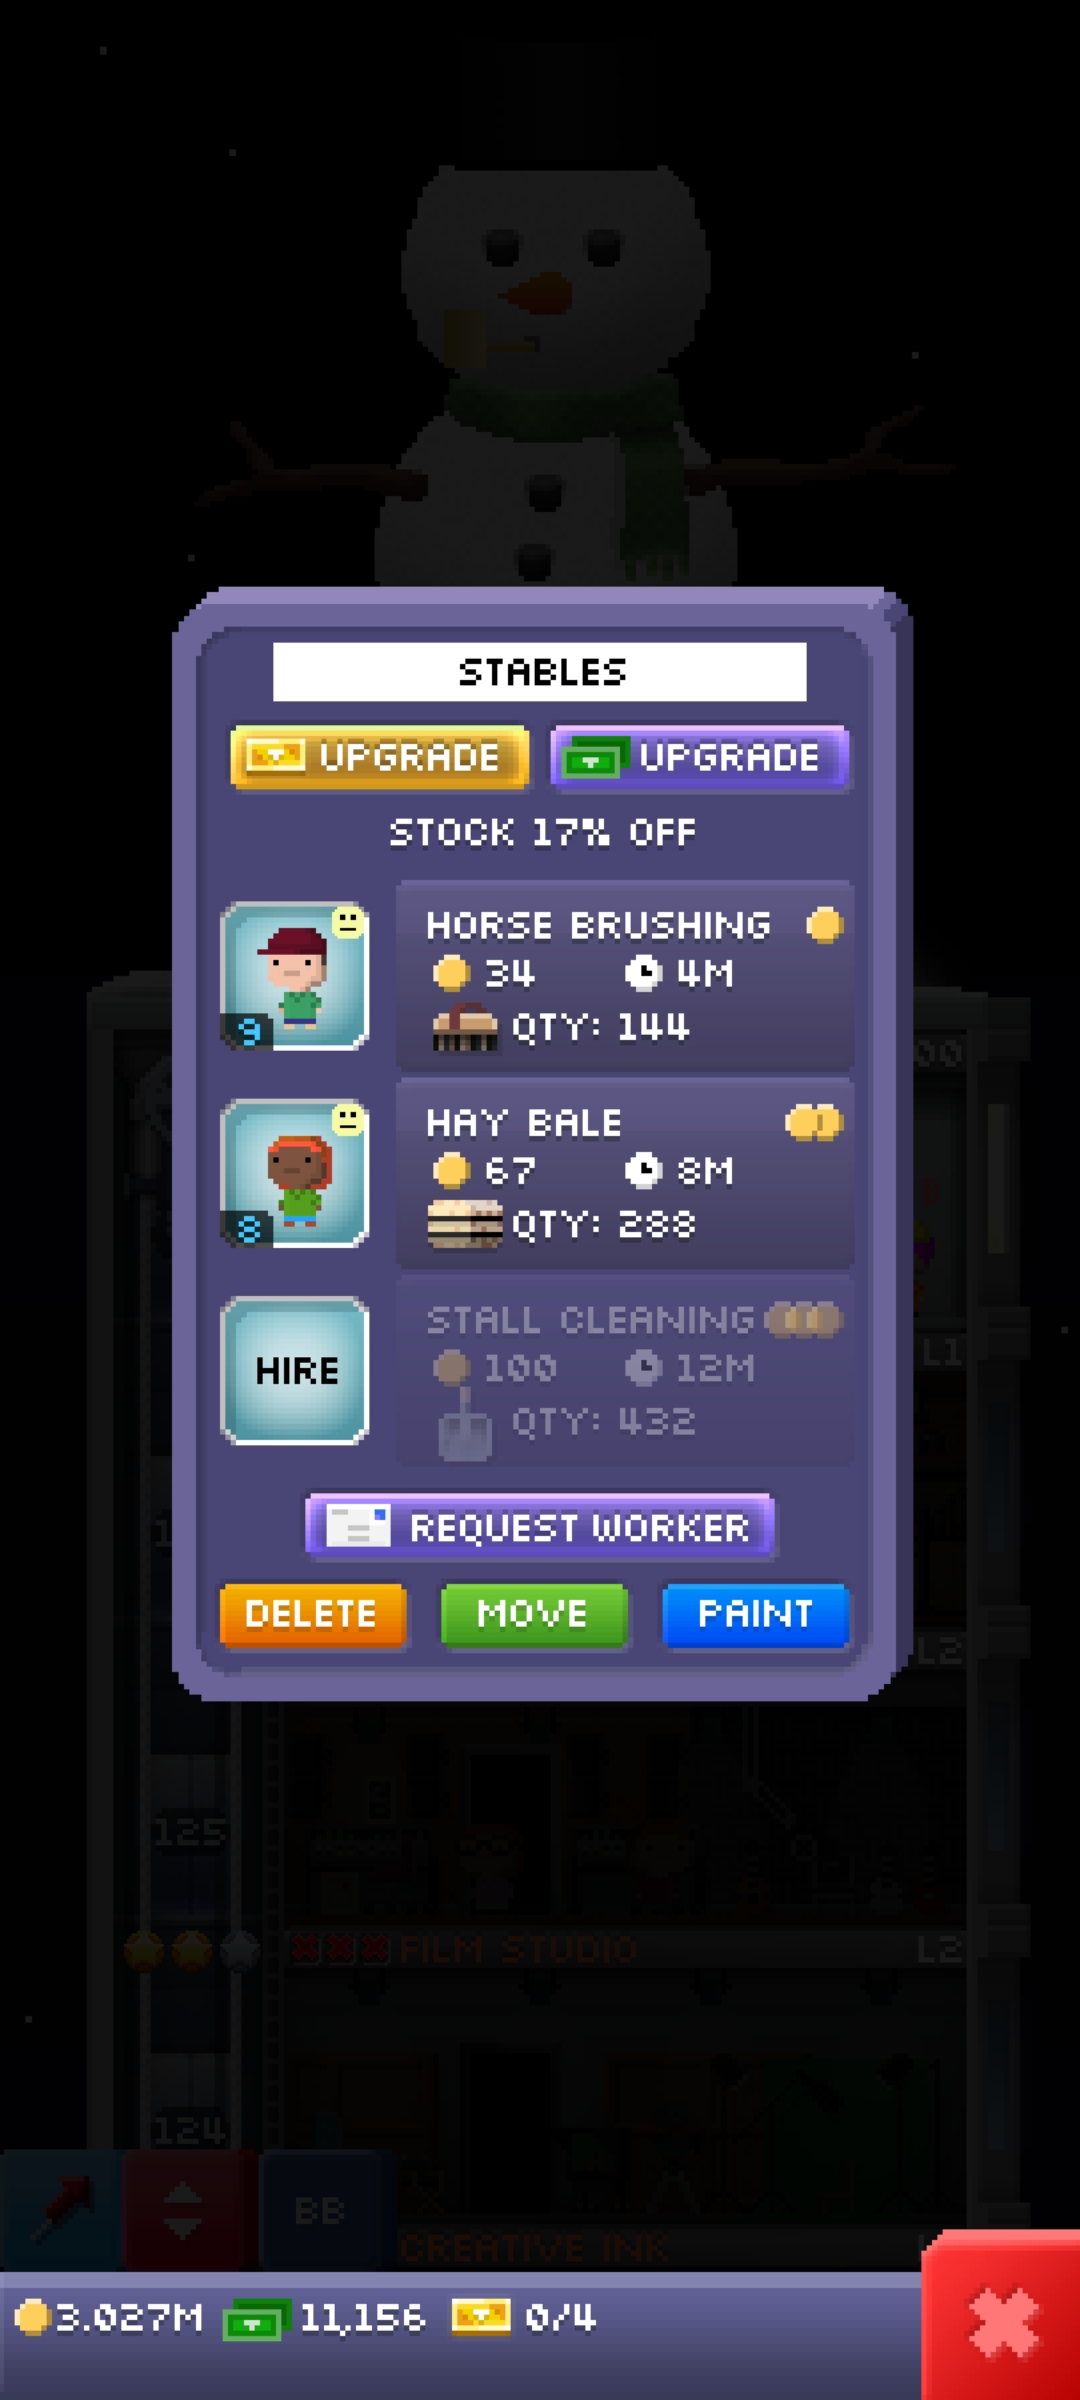 STABLES
UPGRADE UPGRADE
STOCK 17% OFF
HORSE BRUSHING
34 4M
QTY: 144
9
HAY BALE
67 8M
QTY: 288
8
STALL CLEANING
HIRE
100 12M
QTY: 432
REQUEST WORKER
DELETE MOVE PAINT
L1
L2
125
FILM STUDIO L2
124
BB
CREATIVE INK
3.027M 11,156 0/4